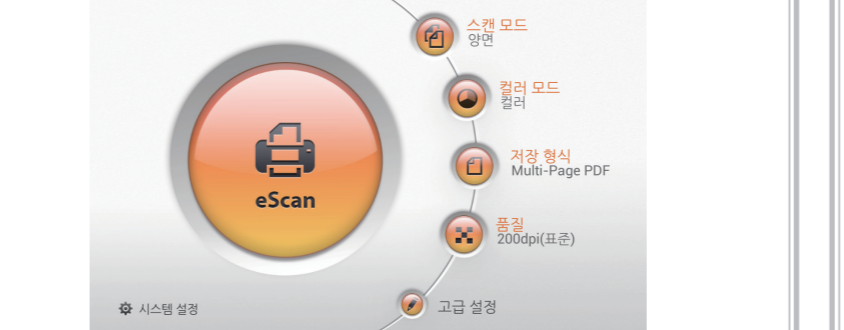 스캔 모드
양면
컬러 모드
컬러
저장 형식
Multi-Page PDF
eScan
품질
200dpi(표준)
고급 설정
시스템 설정